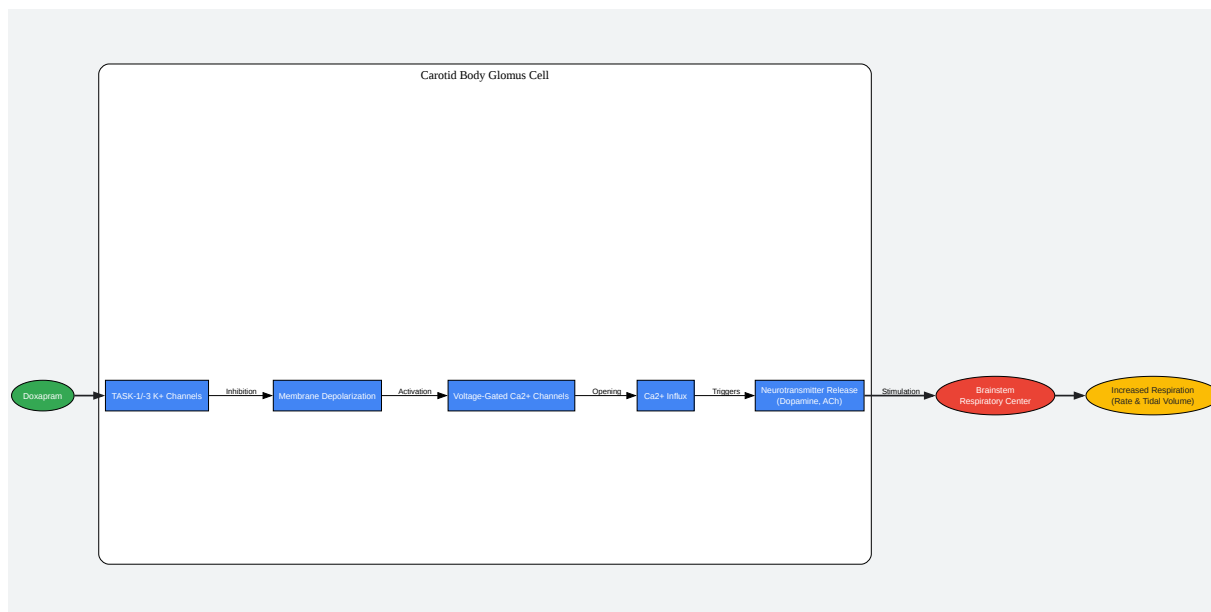 Carotid Body Glomus Cell
Doxapram
TASK-1/-3 K+ Channels
Inhibition
Membrane Depolarization
Activation
Voltage-Gated Ca2+ Channels
Opening
Ca2+ Influx
Triggers
Neurotransmitter Release
(Dopamine, ACh)
Stimulation
Brainstem
Respiratory Center
Increased Respiration
(Rate & Tidal Volume)